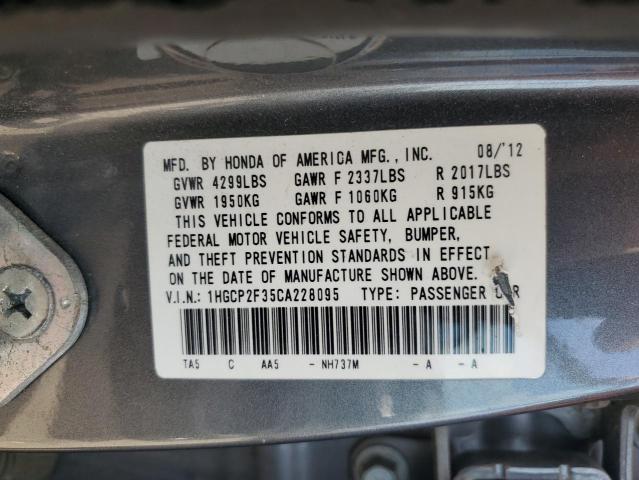 MFD. BY HONDA OF AMERICA MFG., INC. 08/'12
GVWR 4299LBS GAWR F 2337LBS R 2017LBS
GVWR 1950KG GAWR F 1060KG R 915KG
THIS VEHICLE CONFORMS TO ALL APPLICABLE
FEDERAL MOTOR VEHICLE SAFETY, BUMPER,
AND THEFT PREVENTION STANDARDS IN EFFECT
ON THE DATE OF MANUFACTURE SHOWN ABOVE.
V.I.N.: 1HGCP2F35CA228095 TYPE: PASSENGER
TA5 C AA5 - NH737M - A - A